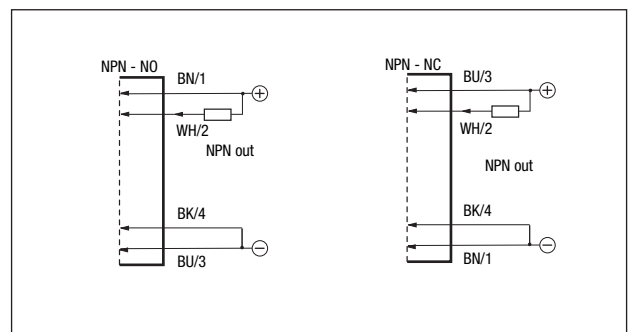 NPN - NO
BN/1
+
WH/2
NPN out
BK/4
−
BU/3
NPN - NC
BU/3
+
WH/2
NPN out
BK/4
−
BN/1